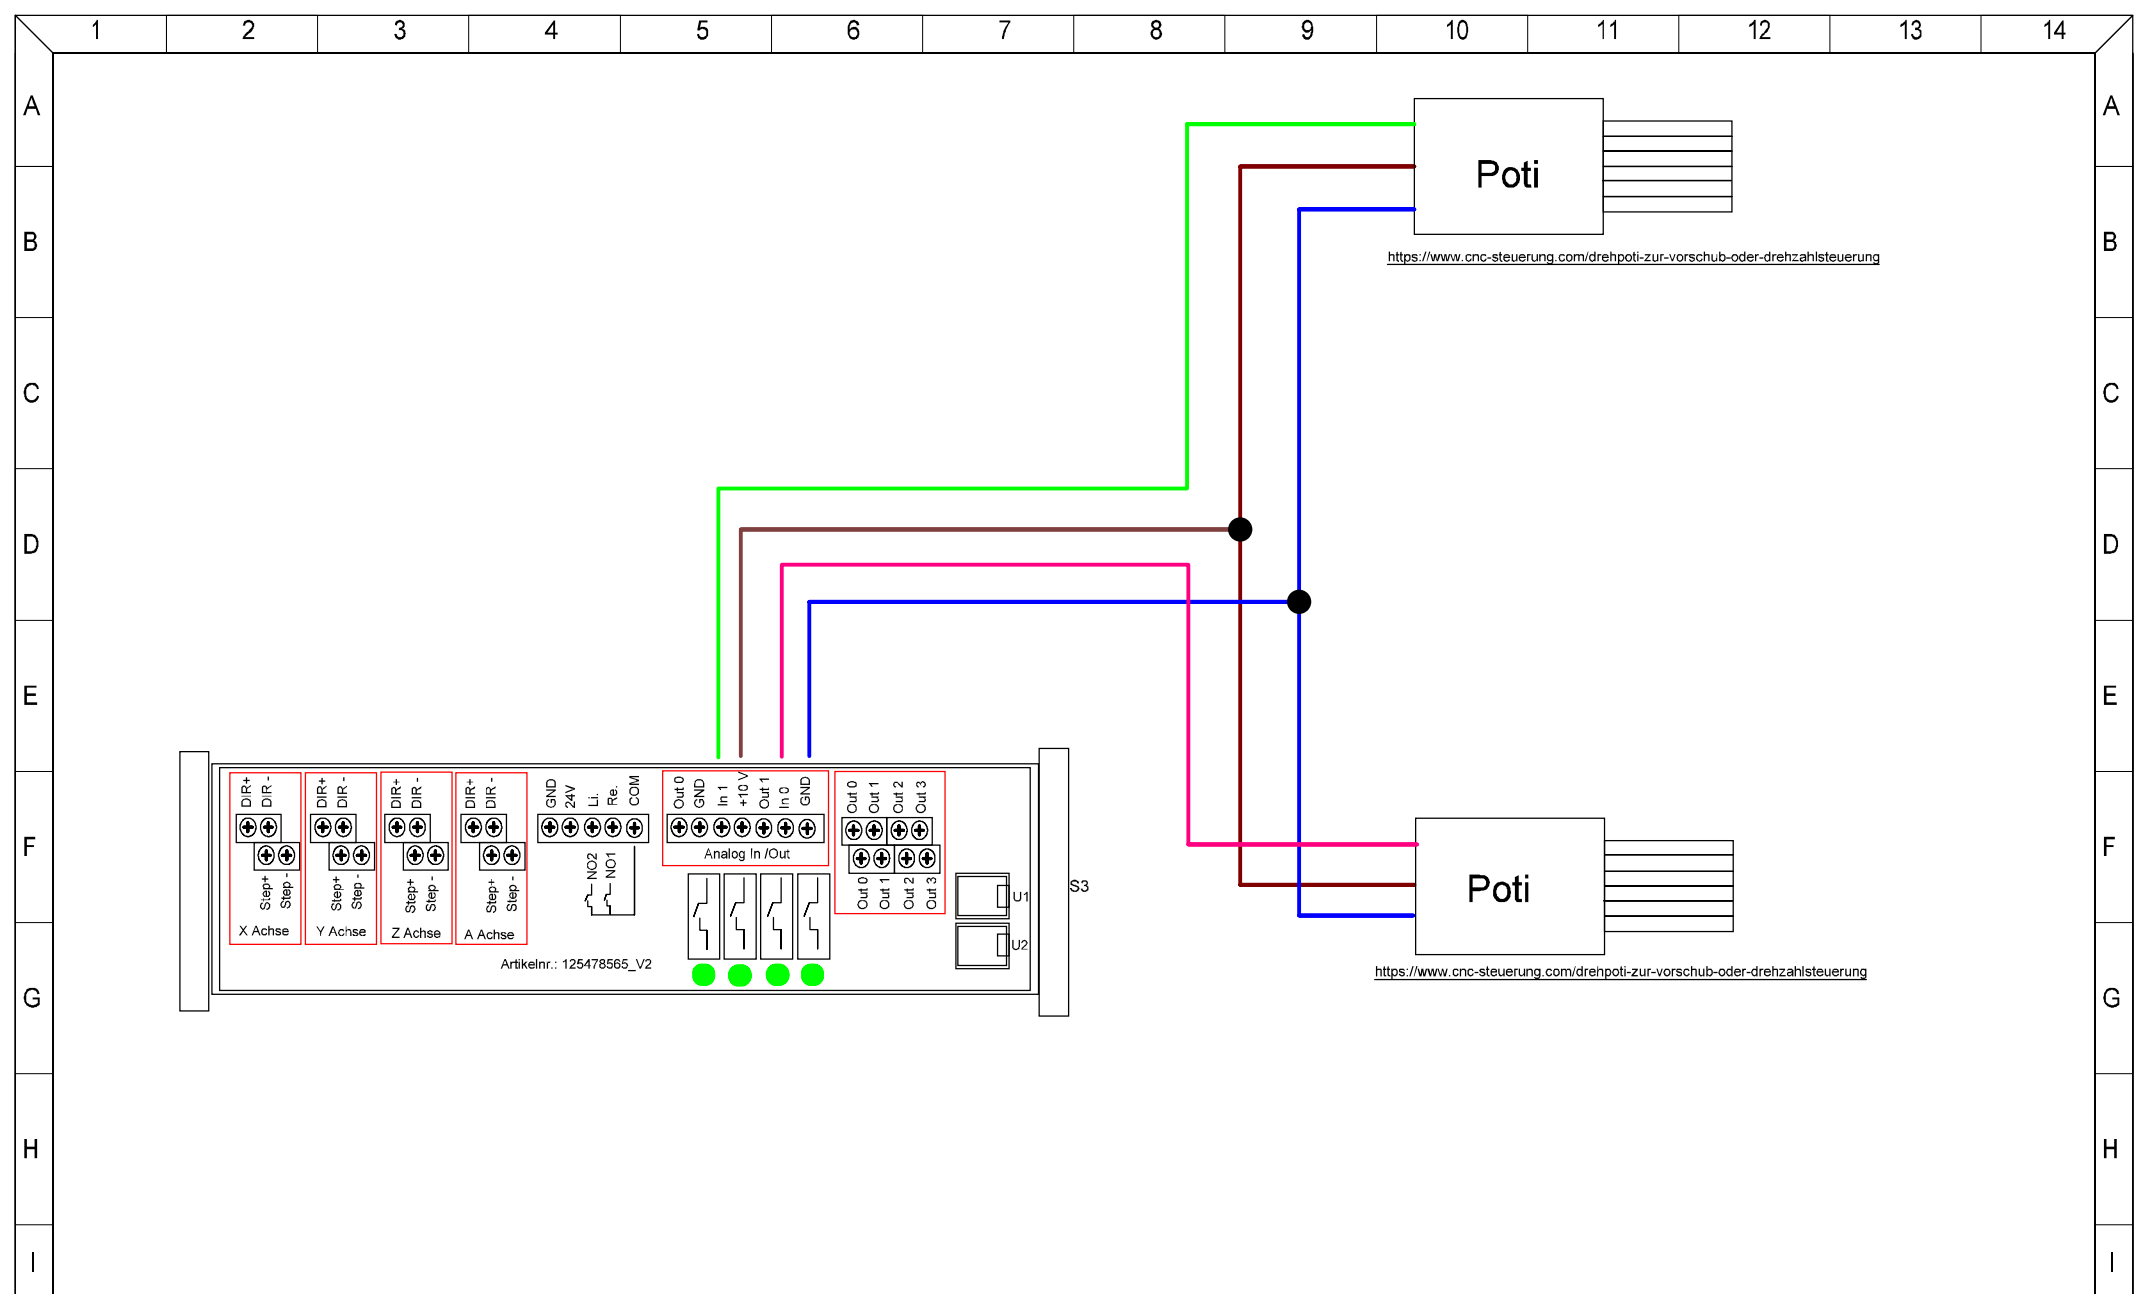 1 2 3 4 5 6 7 8 9 10 11 12 13 14
A A
Poti
B B
https://www.cnc-steuerung.com/drehpoti-zur-vorschub-oder-drehzahlsteuerung
C C
D D
E E
DIR+ DIR - DIR+ DIR - DIR+ DIR - DIR+ DIR - GND 24V Li. Re. COM Out 0 GND In 1 +10 V Out 1 In 0 GND Out 0 Out 1 Out 2 Out 3
F F
Analog In /Out
NO2 NO1
Step+ Step - Step+ Step - Step+ Step - Step+ Step - Out 0 Out 1 Out 2 Out 3
U1 S3
Poti
X Achse Y Achse Z Achse A Achse
U2
Artikelnr.: 125478565_V2
https://www.cnc-steuerung.com/drehpoti-zur-vorschub-oder-drehzahlsteuerung
G G
H H
I I